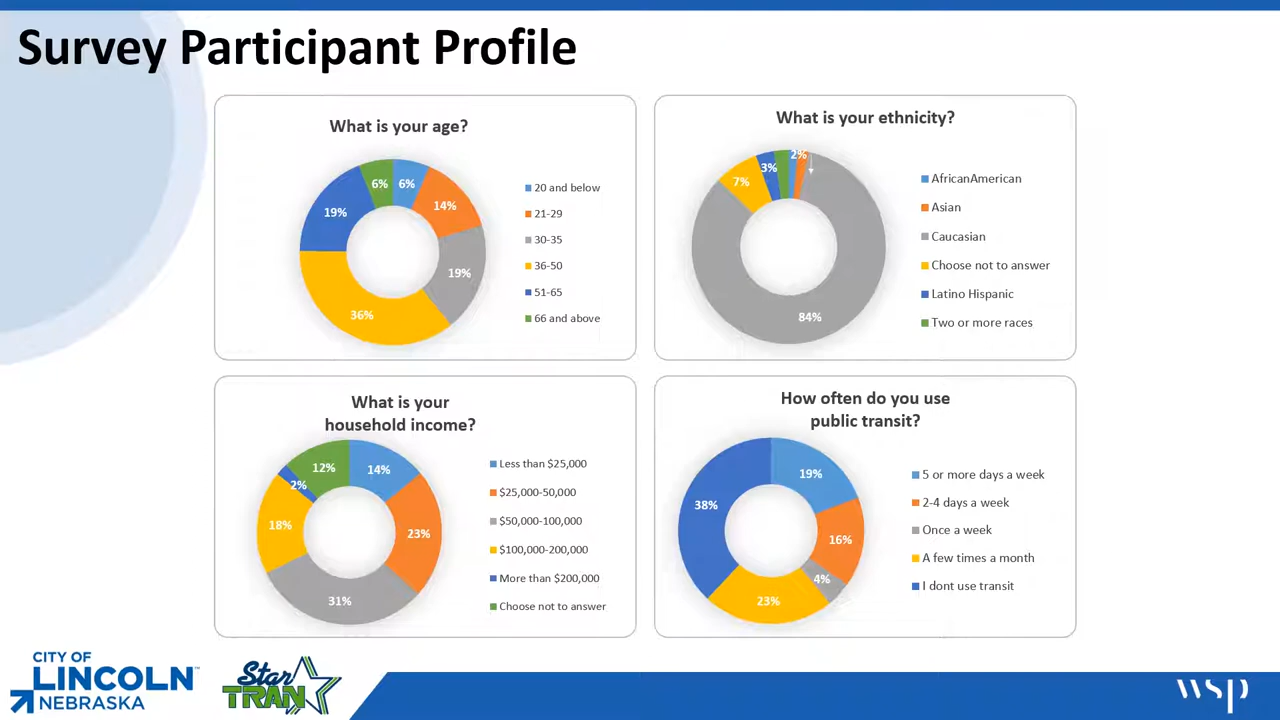 Survey Participant Profile
What is your age?
6%
14%
19%
36%
19%
6%
20 and below
21-29
30-35
36-50
51-65
66 and above
What is your ethnicity?
2%
84%
7%
3%
AfricanAmerican
Asian
Caucasian
Choose not to answer
Latino Hispanic
Two or more races
What is your
household income?
14%
23%
31%
18%
2%
12%
Less than $25,000
$25,000-50,000
$50,000-100,000
$100,000-200,000
More than $200,000
Choose not to answer
How often do you use
public transit?
19%
16%
4%
23%
38%
5 or more days a week
2-4 days a week
Once a week
A few times a month
I dont use transit
CITY OF
LINCOLN
NEBRASKA
Star
TRAN
wsp